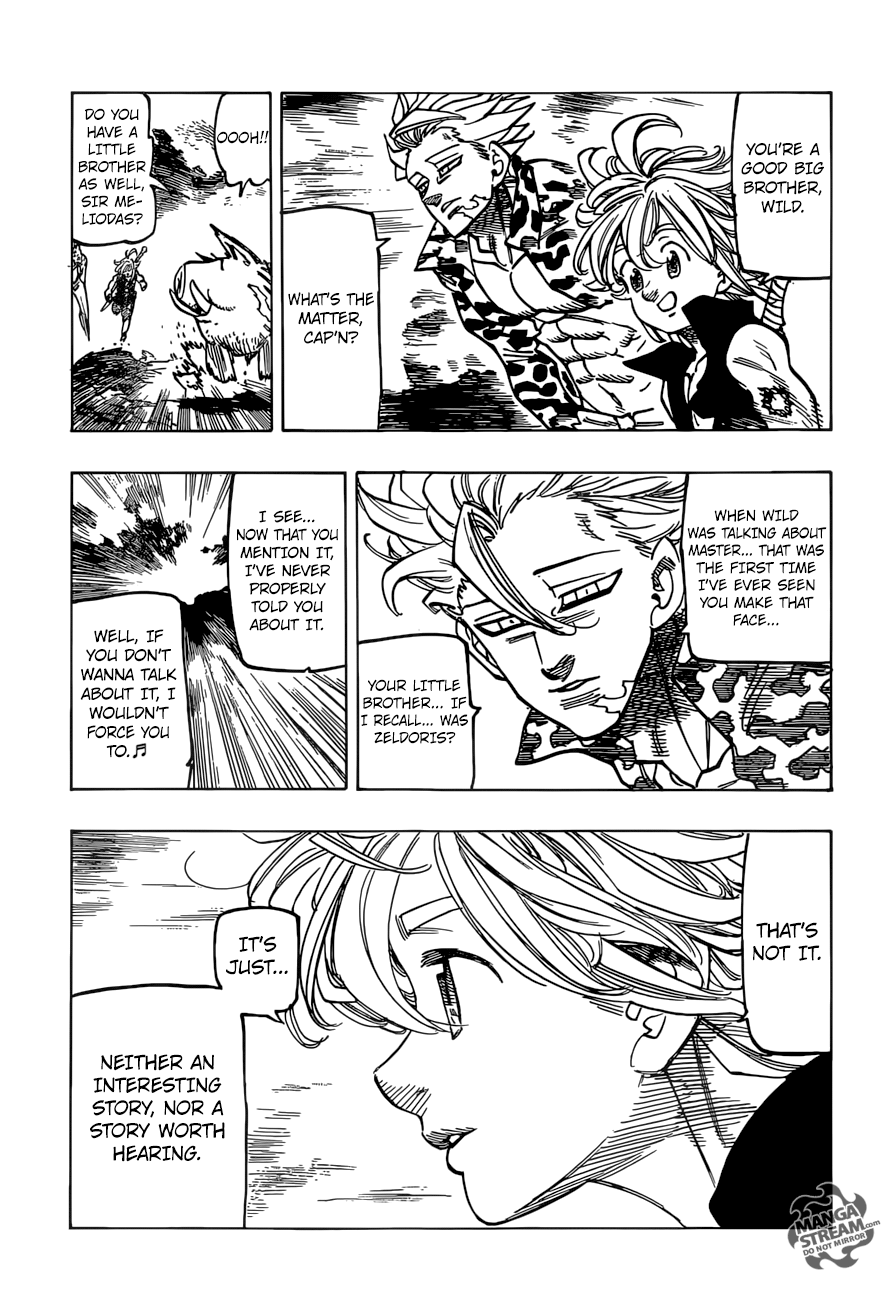 YOU'RE A
GOOD BIG
BROTHER,
WILD.
WHAT'S THE
MATTER,
CAP'N?
OOOH!!
DO YOU
HAVE A
LITTLE
BROTHER
AS WELL,
SIR ME-
LIODAS?
WHEN WILD
WAS TALKING ABOUT
MASTER... THAT WAS
THE FIRST TIME
I'VE EVER SEEN
YOU MAKE THAT
FACE...
YOUR LITTLE
BROTHER... IF
I RECALL... WAS
ZELDORIS?
I SEE...
NOW THAT YOU
MENTION IT,
I'VE NEVER
PROPERLY
TOLD YOU
ABOUT IT.
WELL, IF
YOU DON'T
WANNA TALK
ABOUT IT, I
WOULDN'T
FORCE YOU
TO.♫
THAT'S
NOT IT.
IT'S
JUST...
NEITHER AN
INTERESTING
STORY, NOR A
STORY WORTH
HEARING.
MANGA
STREAM.com
DO NOT MIRROR